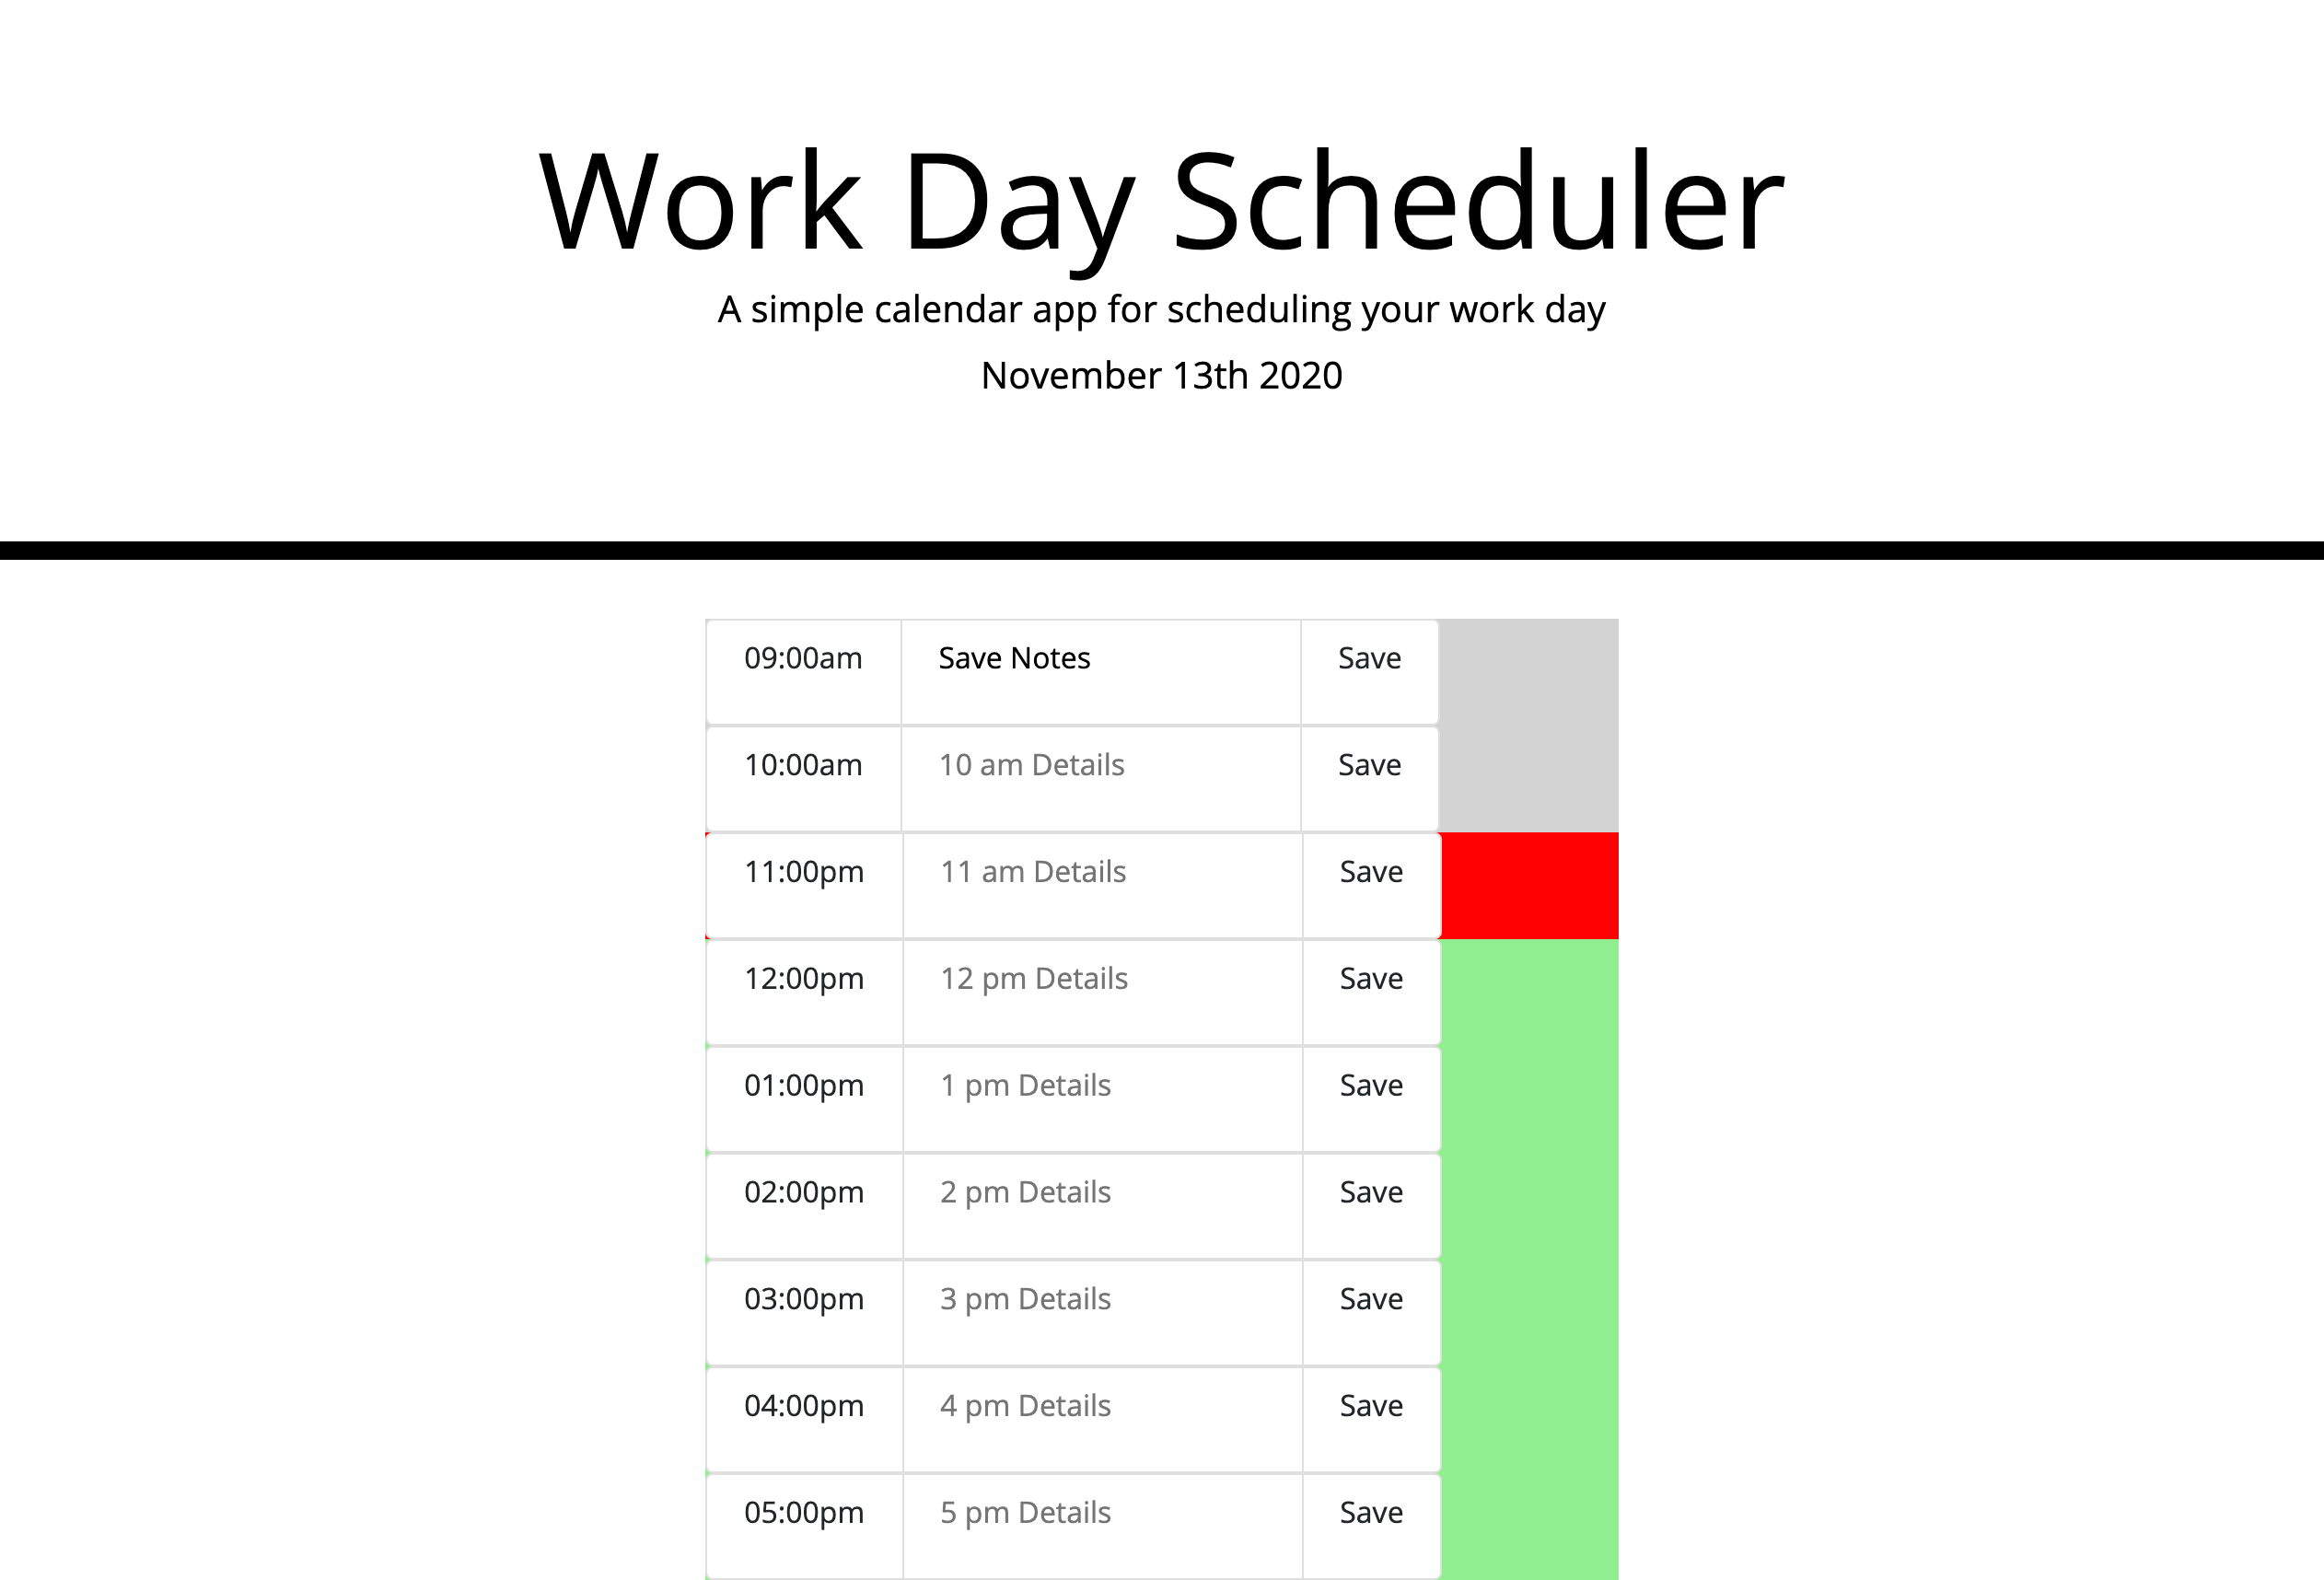 Work Day Scheduler
A simple calendar app for scheduling your work day
November 13th 2020
09:00am Save Notes Save
10:00am 10 am Details Save
11:00pm 11 am Details Save
12:00pm 12 pm Details Save
01:00pm 1 pm Details Save
02:00pm 2 pm Details Save
03:00pm 3 pm Details Save
04:00pm 4 pm Details Save
05:00pm 5 pm Details Save